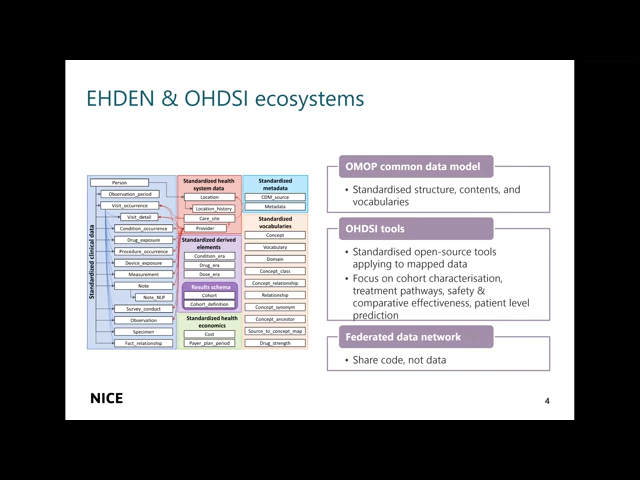 EHDEN & OHDSI ecosystems
Standardized clinical data
Person
Observation_period
Visit_occurrence
Visit_detail
Condition_occurrence
Drug_exposure
Procedure_occurrence
Device_exposure
Measurement
Note
Note_NLP
Survey_conduct
Observation
Specimen
Fact_relationship
Standardized health
system data
Location
Location_history
Care_site
Provider
Standardized derived
elements
Condition_era
Drug_era
Dose_era
Results schema
Cohort
Cohort_definition
Standardized health
economics
Cost
Payer_plan_period
Standardized
metadata
CDM_source
Metadata
Standardized
vocabularies
Concept
Vocabulary
Domain
Concept_class
Concept_relationship
Relationship
Concept_synonym
Concept_ancestor
Source_to_concept_map
Drug_strength
OMOP common data model
• Standardised structure, contents, and
vocabularies
OHDSI tools
• Standardised open-source tools
applying to mapped data
• Focus on cohort characterisation,
treatment pathways, safety &
comparative effectiveness, patient level
prediction
Federated data network
• Share code, not data
NICE
4